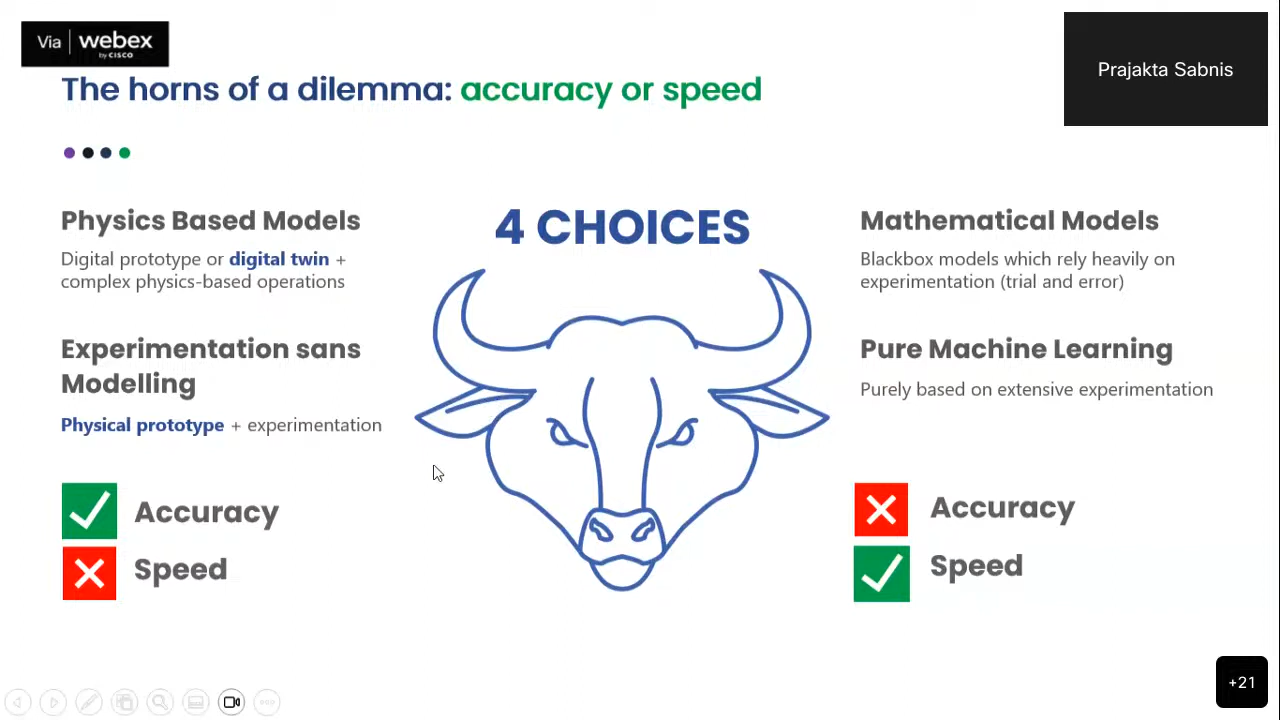 Via webex
by CISCO
Prajakta Sabnis
The horns of a dilemma: accuracy or speed
4 CHOICES
Physics Based Models
Digital prototype or digital twin +
complex physics-based operations
Experimentation sans
Modelling
Physical prototype + experimentation
Accuracy
Speed
Mathematical Models
Blackbox models which rely heavily on
experimentation (trial and error)
Pure Machine Learning
Purely based on extensive experimentation
Accuracy
Speed
+21